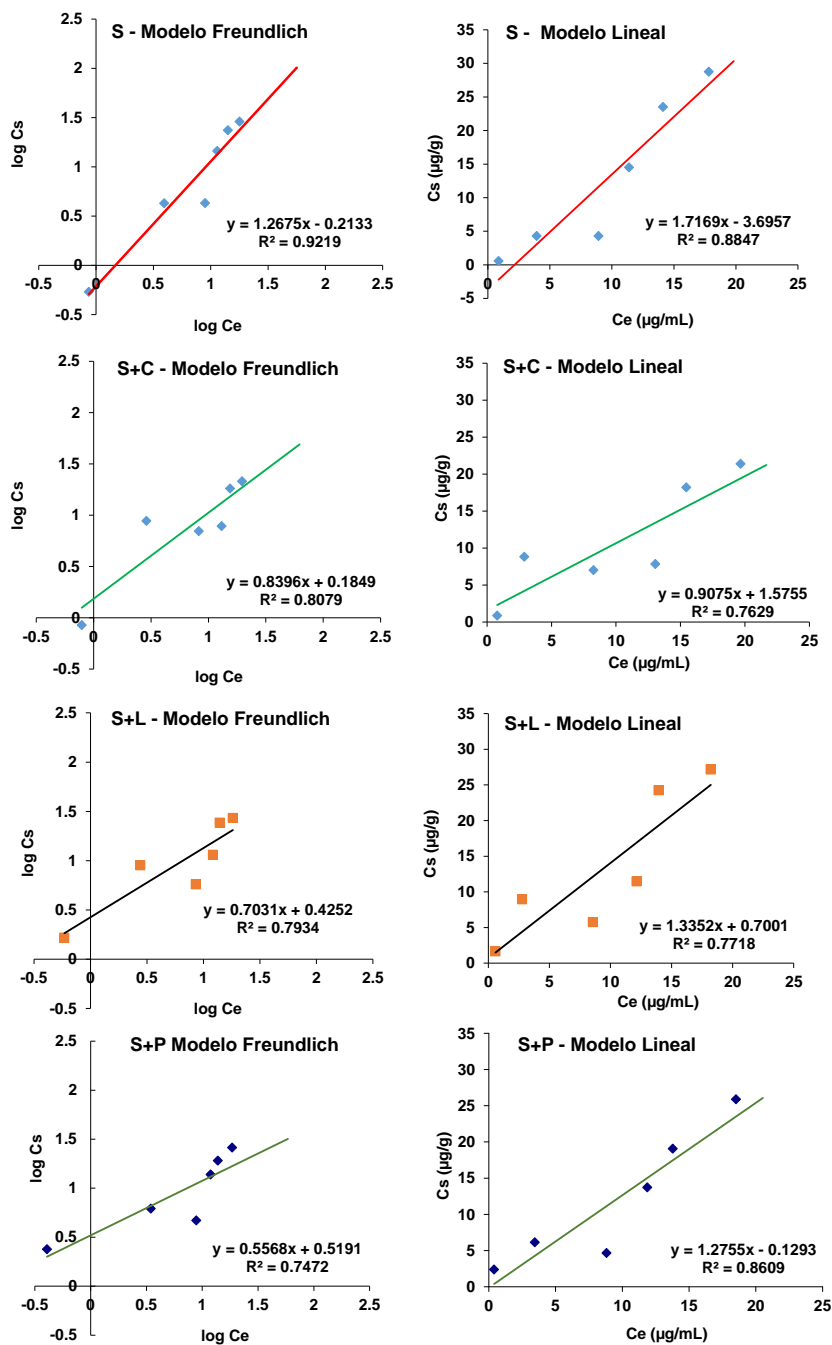 S - Modelo Freundlich
2.5
2
1.5
1
0.5
0
-0.5
-0.5
0
0.5
1
1.5
2
2.5
log Cs
log Ce
y = 1.2675x - 0.2133
R² = 0.9219
S - Modelo Lineal
35
30
25
20
15
10
5
0
-5
0
5
10
15
20
25
Cs (µg/g)
Ce (µg/mL)
y = 1.7169x - 3.6957
R² = 0.8847
S+C - Modelo Freundlich
2.5
2
1.5
1
0.5
0
-0.5
-0.5
0
0.5
1
1.5
2
2.5
log Cs
log Ce
y = 0.8396x + 0.1849
R² = 0.8079
S+C - Modelo Lineal
35
30
25
20
15
10
5
0
0
5
10
15
20
25
Cs (µg/g)
Ce (µg/mL)
y = 0.9075x + 1.5755
R² = 0.7629
S+L - Modelo Freundlich
2.5
2
1.5
1
0.5
0
-0.5
-0.5
0
0.5
1
1.5
2
2.5
log Cs
log Ce
y = 0.7031x + 0.4252
R² = 0.7934
S+L - Modelo Lineal
35
30
25
20
15
10
5
0
0
5
10
15
20
25
Cs (µg/g)
Ce (µg/mL)
y = 1.3352x + 0.7001
R² = 0.7718
S+P Modelo Freundlich
2.5
2
1.5
1
0.5
0
-0.5
-0.5
0
0.5
1
1.5
2
2.5
log Cs
log Ce
y = 0.5568x + 0.5191
R² = 0.7472
S+P - Modelo Lineal
35
30
25
20
15
10
5
0
0
5
10
15
20
25
Cs (µg/g)
Ce (µg/mL)
y = 1.2755x - 0.1293
R² = 0.8609